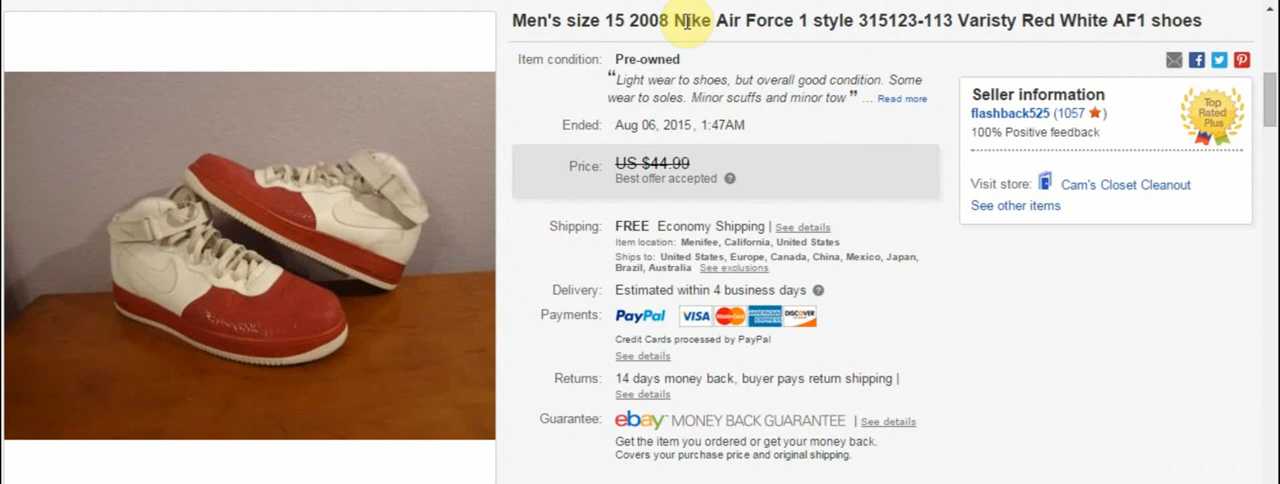 Men's size 15 2008 Nike Air Force 1 style 315123-113 Varisty Red White AF1 shoes
Item condition: Pre-owned
“Light wear to shoes, but overall good condition. Some
wear to soles. Minor scuffs and minor tow ” ... Read more
Ended: Aug 06, 2015 , 1:47AM
Price: US $44.99
Best offer accepted ?
Shipping: FREE Economy Shipping | See details
Item location: Menifee, California, United States
Ships to: United States, Europe, Canada, China, Mexico, Japan,
Brazil, Australia See exclusions
Delivery: Estimated within 4 business days ?
Payments: PayPal VISA MasterCard AMERICAN EXPRESS DISCOVER
Credit Cards processed by PayPal
See details
Returns: 14 days money back, buyer pays return shipping |
See details
Guarantee: ebay™ MONEY BACK GUARANTEE | See details
Get the item you ordered or get your money back.
Covers your purchase price and original shipping.
Seller information
flashback525 (1057 ★ )
100% Positive feedback
Top
Rated
Plus
Visit store: Cam's Closet Cleanout
See other items